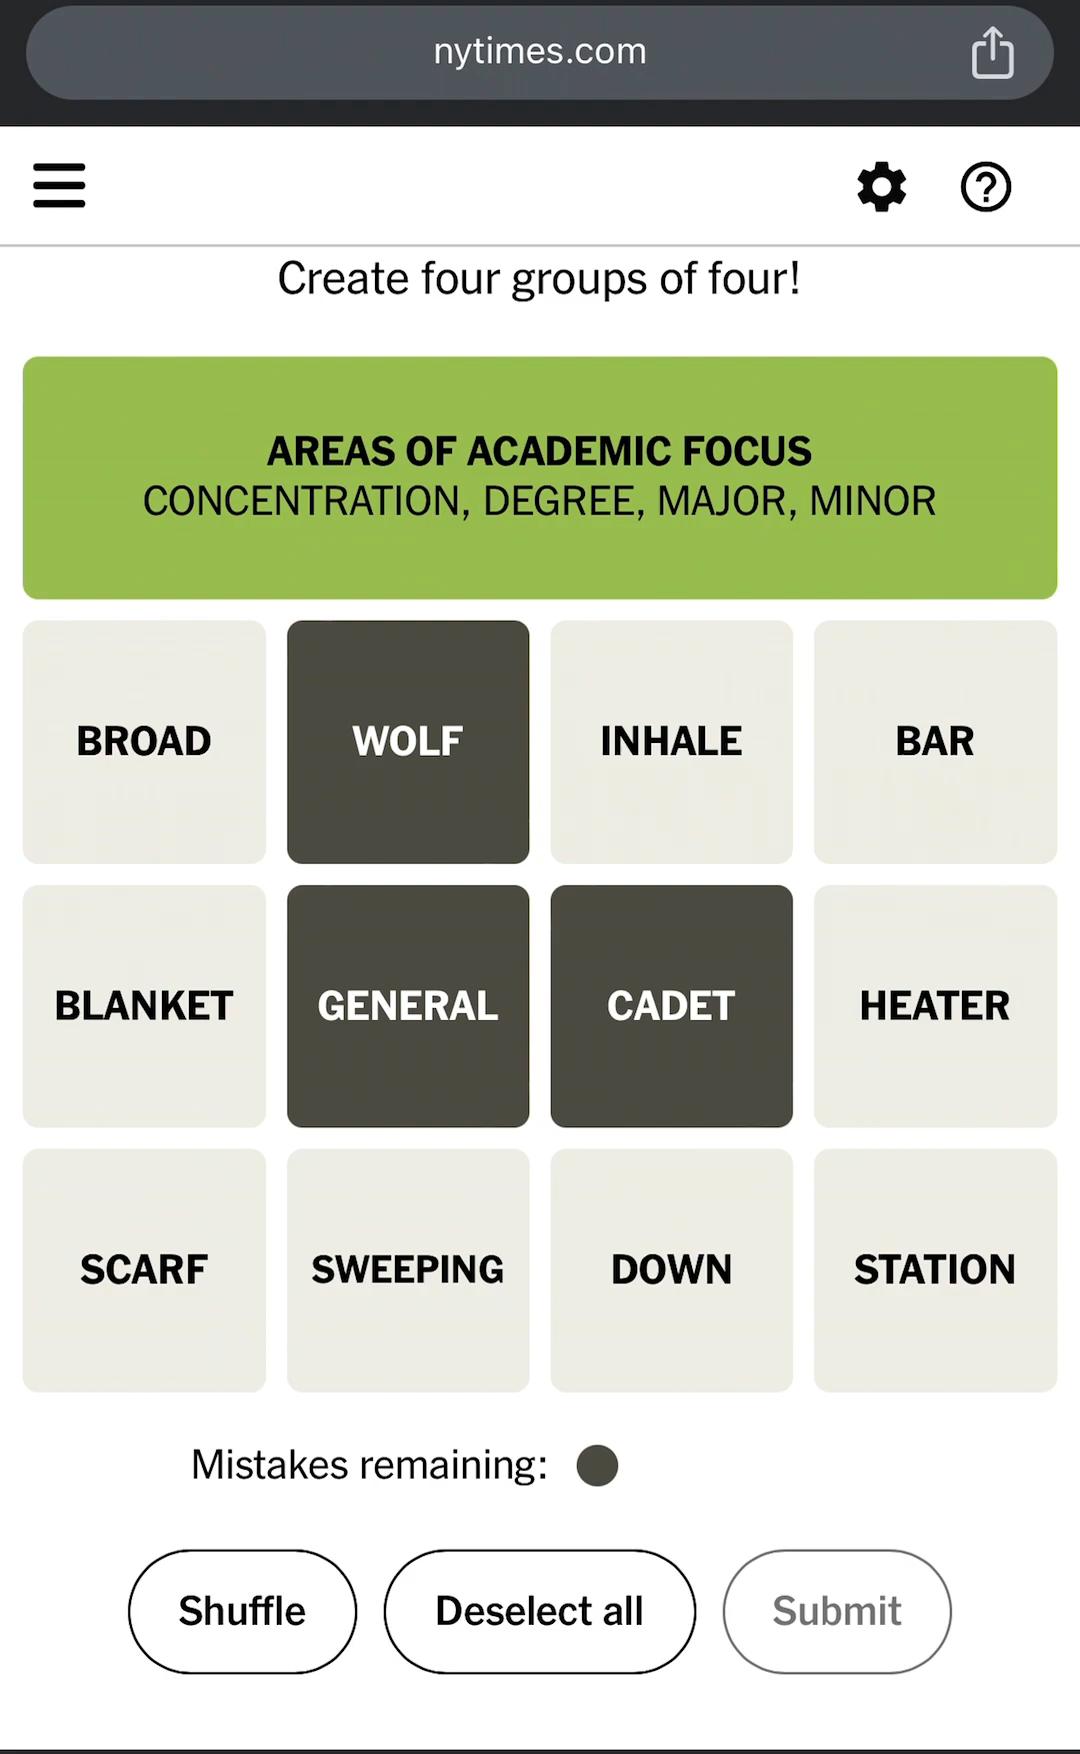 nytimes.com
Create four groups of four!
AREAS OF ACADEMIC FOCUS
CONCENTRATION, DEGREE, MAJOR, MINOR
BROAD WOLF INHALE BAR
BLANKET GENERAL CADET HEATER
SCARF SWEEPING DOWN STATION
Mistakes remaining:
Shuffle Deselect all Submit